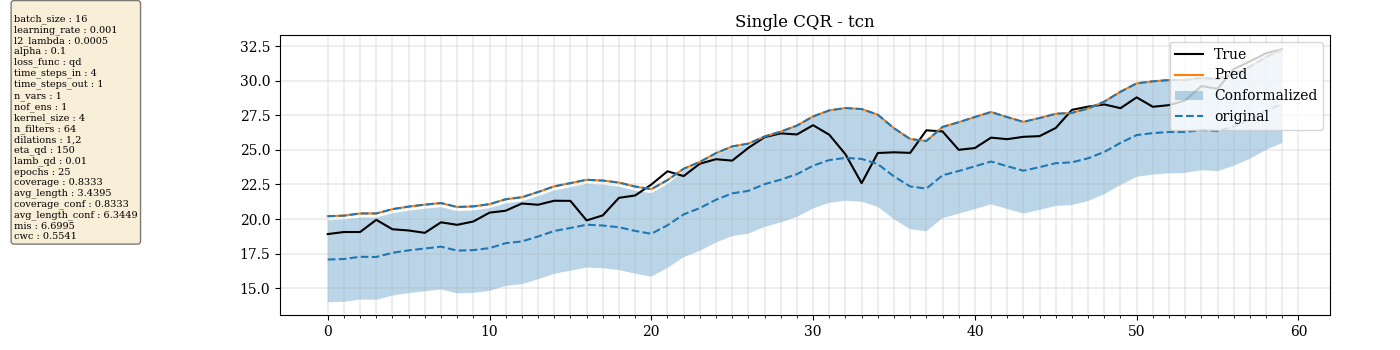 batch_size : 16
learning_rate : 0.001
l2_lambda : 0.0005
alpha : 0.1
loss_func : qd
time_steps_in : 4
time_steps_out : 1
n_vars : 1
nof_ens : 1
kernel_size : 4
n_filters : 64
dilations : 1,2
eta_qd : 150
lamb_qd : 0.01
epochs : 25
coverage : 0.8333
avg_length : 3.4395
coverage_conf : 0.8333
avg_length_conf : 6.3449
mis : 6.6995
cwc : 0.5541
Single CQR - tcn
32.5
30.0
27.5
25.0
22.5
20.0
17.5
15.0
0 10 20 30 40 50 60
True
Pred
Conformalized
original